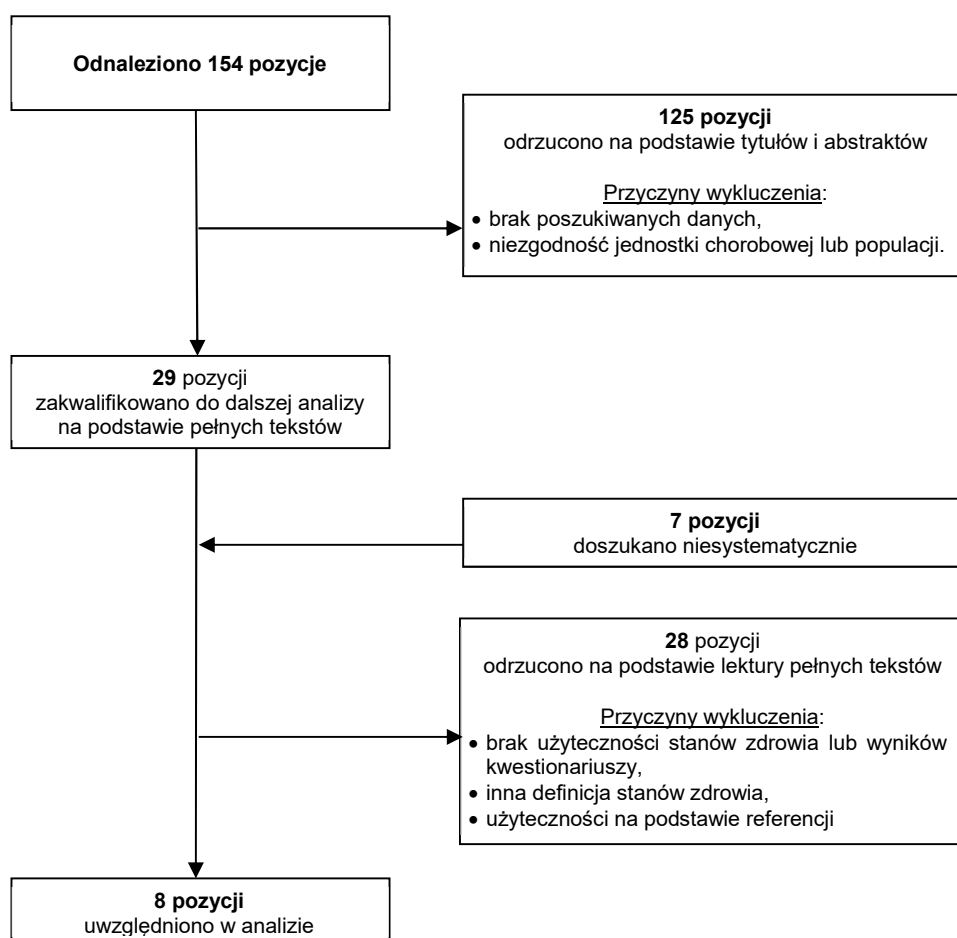 Odnaleziono 154 pozycje
125 pozycji
odrzucono na podstawie tytułów i abstraktów
Przyczyny wykluczenia:
• brak poszukiwanych danych,
• niezgodność jednostki chorobowej lub populacji.
29 pozycji
zakwalifikowano do dalszej analizy
na podstawie pełnych tekstów
7 pozycji
doszukano niesystematycznie
28 pozycji
odrzucono na podstawie lektury pełnych tekstów
Przyczyny wykluczenia:
• brak użyteczności stanów zdrowia lub wyników
kwestionariuszy,
• inna definicja stanów zdrowia,
• użyteczności na podstawie referencji
8 pozycji
uwzględniono w analizie